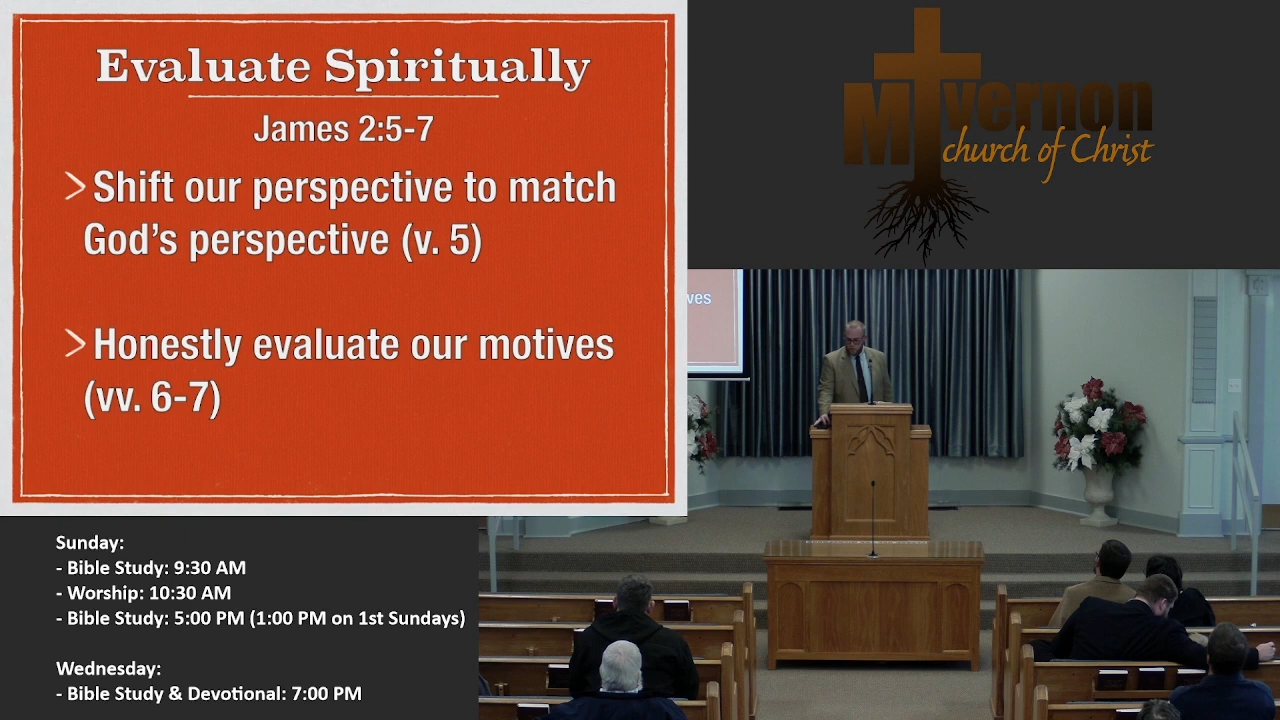 Evaluate Spiritually
James 2:5-7
Shift our perspective to match
God's perspective (v. 5)
Honestly evaluate our motives
(vv. 6-7)
Mt vernon
church of Christ
ves
Sunday:
- Bible Study: 9:30 AM
- Worship: 10:30 AM
- Bible Study: 5:00 PM (1:00 PM on 1st Sundays)
Wednesday:
- Bible Study & Devotional: 7:00 PM